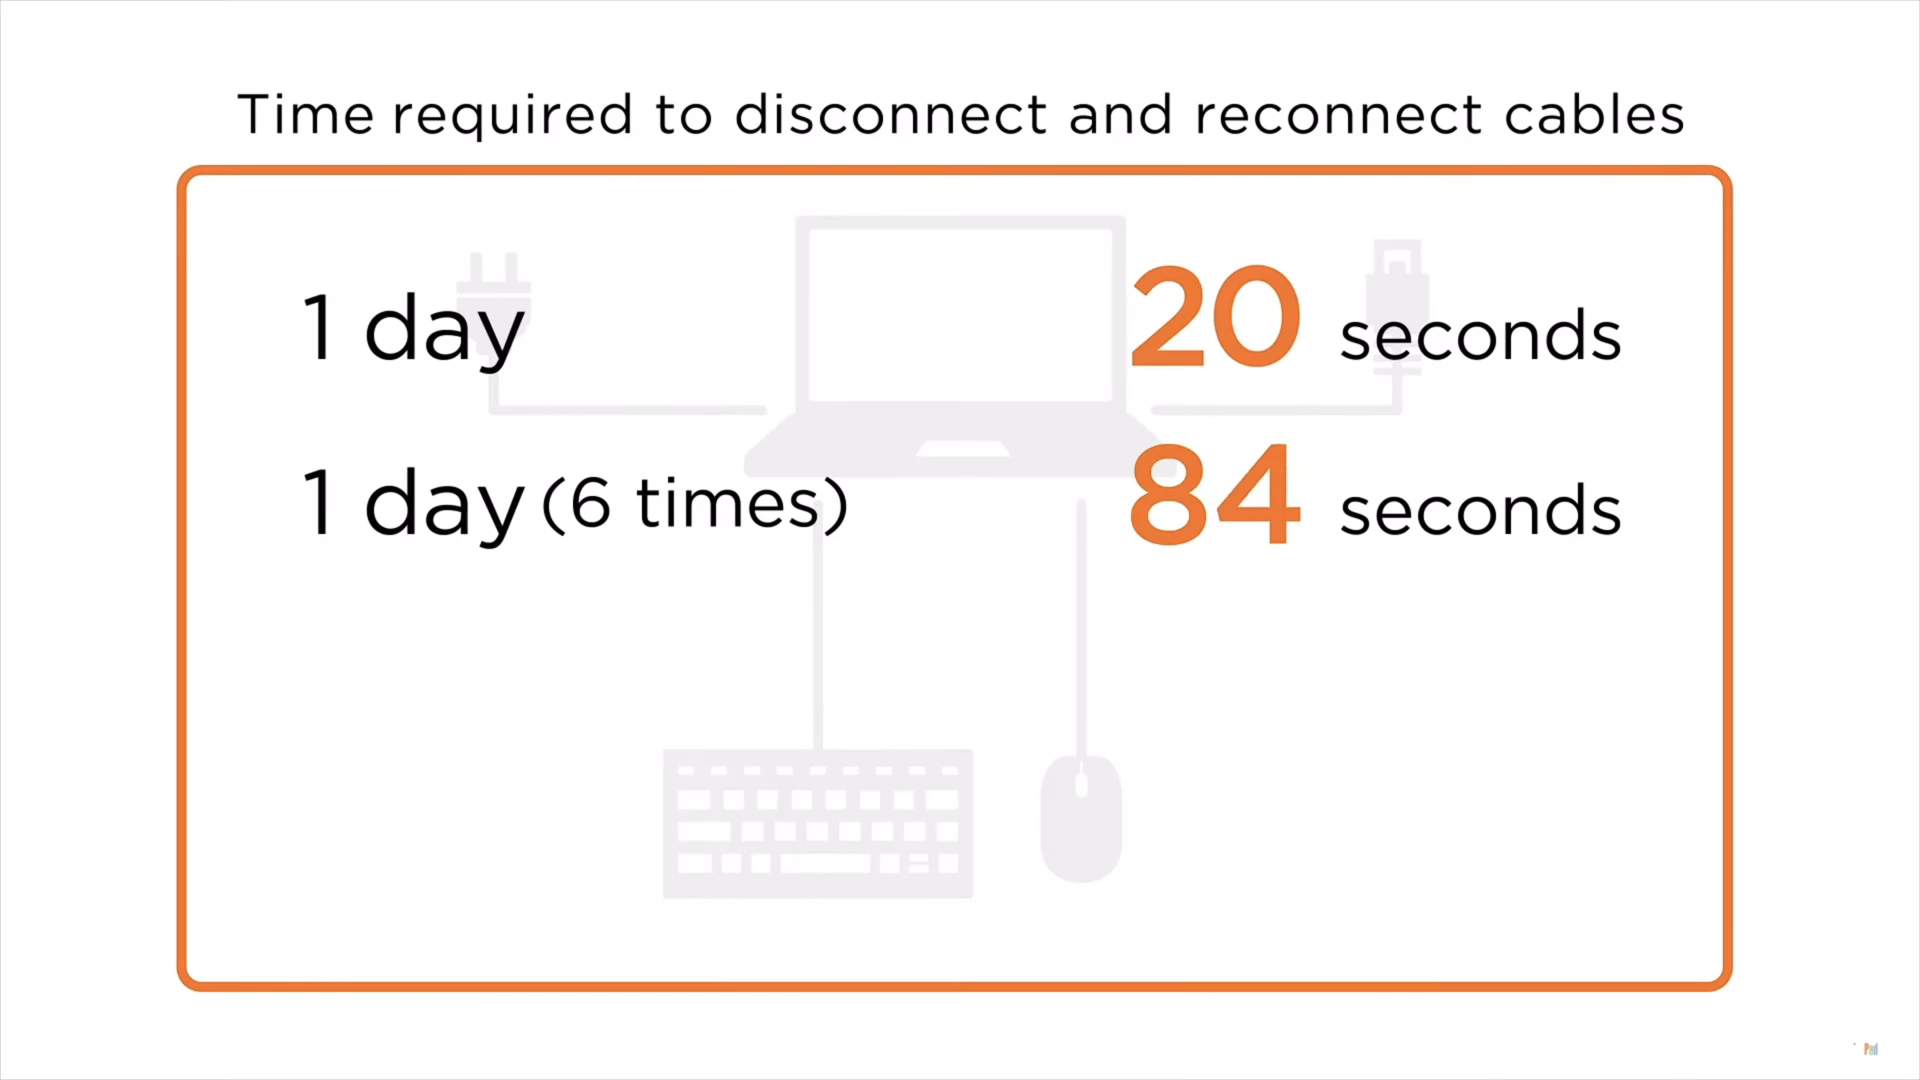 Time required to disconnect and reconnect cables
1 day 20 seconds
1 day (6 times) 84 seconds